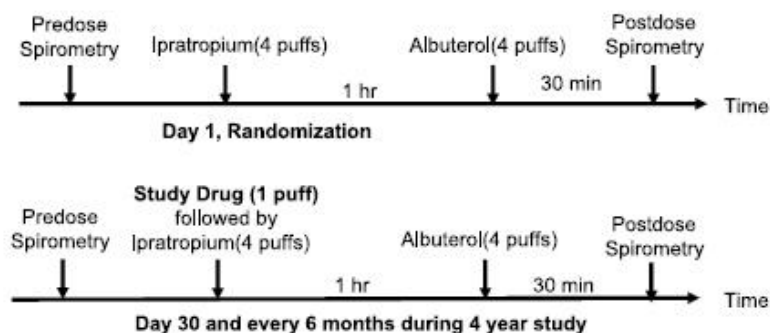 Predose
Spirometry
Ipratropium(4 puffs)
Albuterol(4 puffs)
Postdose
Spirometry
1 hr
30 min
Time
Day 1, Randomization
Study Drug (1 puff)
followed by
Predose
Spirometry
Ipratropium(4 puffs)
Albuterol(4 puffs)
Postdose
Spirometry
1 hr
30 min
Time
Day 30 and every 6 months during 4 year study